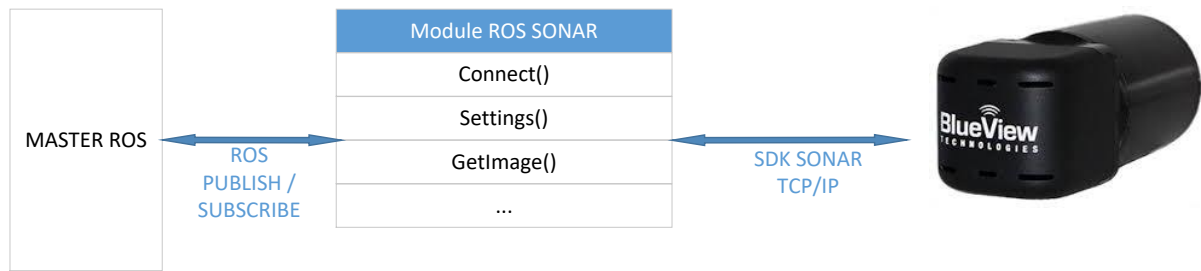 Module ROS SONAR
Connect()
Settings()
GetImage()
...
MASTER ROS
ROS
PUBLISH /
SUBSCRIBE
SDK SONAR
TCP/IP
BlueView
TECHNOLOGIES